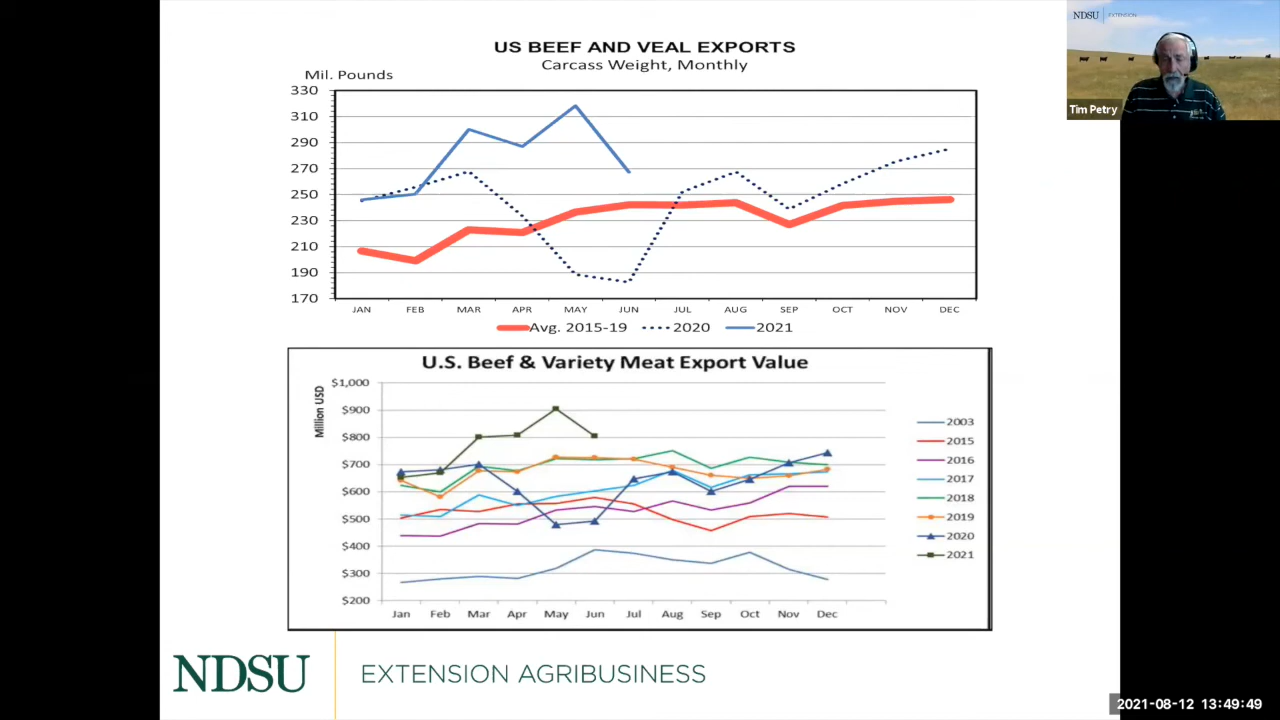 US BEEF AND VEAL EXPORTS
Carcass Weight, Monthly
Mil. Pounds
330
310
290
270
250
230
210
190
170
JAN FEB MAR APR MAY JUN JUL AUG SEP OCT NOV DEC
Avg. 2015-19 2020 2021
U.S. Beef & Variety Meat Export Value
Million USD
$1,000
$900
$800
$700
$600
$500
$400
$300
$200
Jan Feb Mar Apr May Jun Jul Aug Sep Oct Nov Dec
2003
2015
2016
2017
2018
2019
2020
2021
NDSU EXTENSION AGRIBUSINESS
NDSU EXTENSION
Tim Petry
2021-08-12 13:49:49